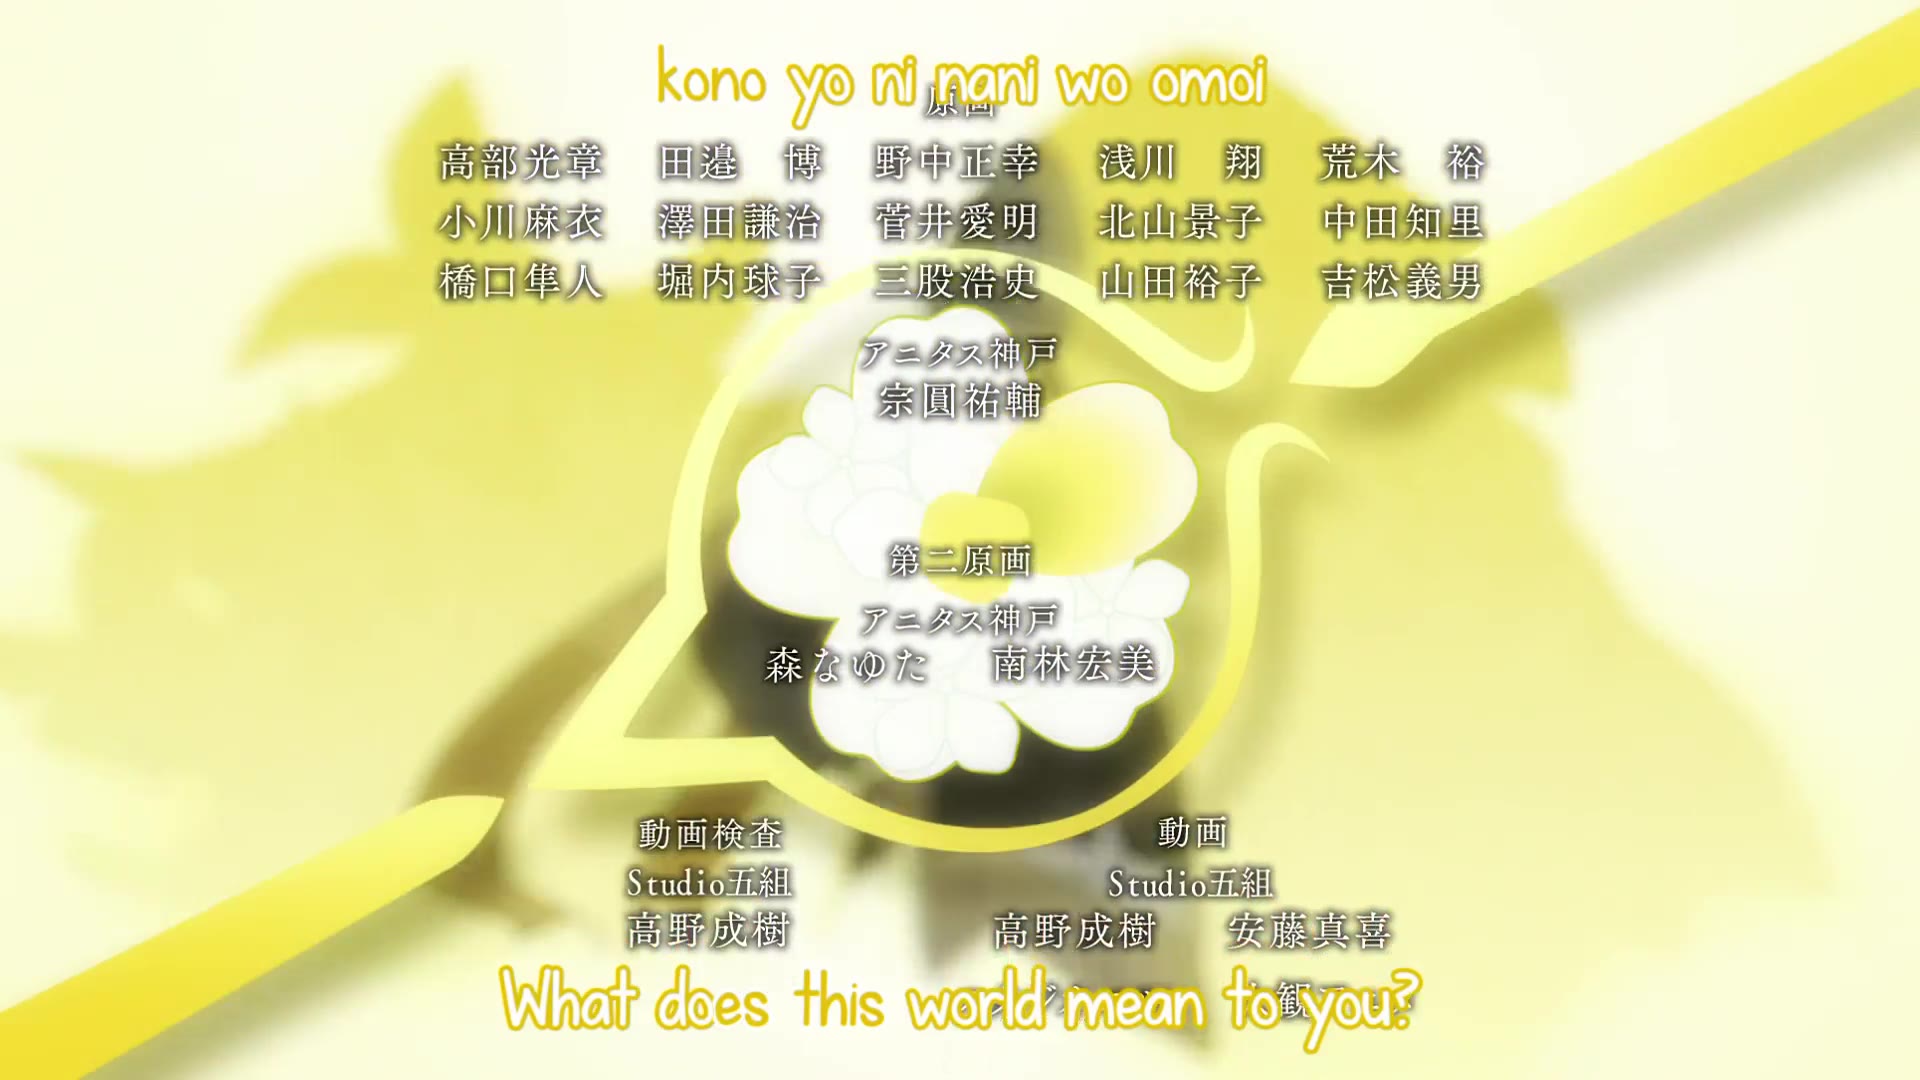 kono yo ni nani wo omoi
原画
高部光章 田邉 博 野中正幸 浅川 翔 荒木 裕
小川麻衣 澤田謙治 菅井愛明 北山景子 中田知里
橋口隼人 堀内球子 三股浩史 山田裕子 吉松義男
アニタス神戸
宗圓祐輔
第二原画
アニタス神戸
森なゆた 南林宏美
動画検査 動画
Studio五組 Studio五組
高野成樹 高野成樹 安藤真喜
What does this world mean to you?